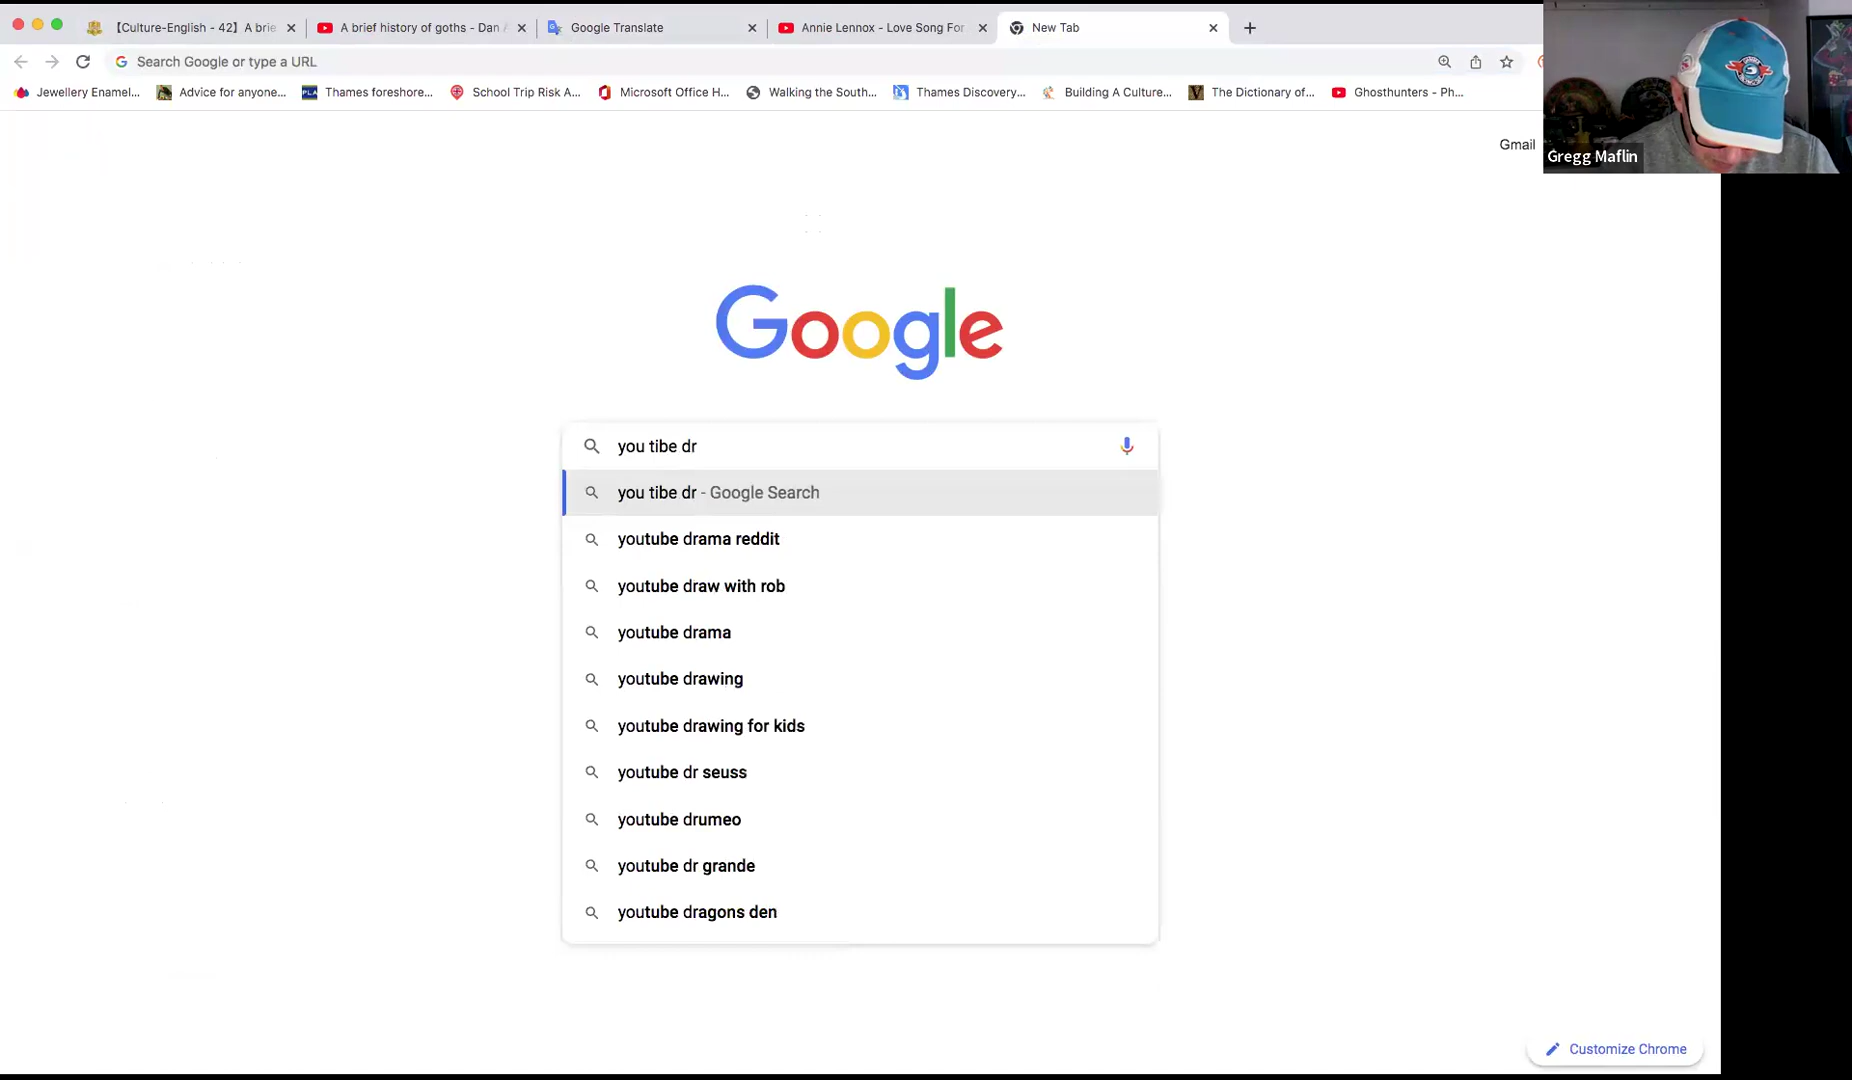 【Culture-English - 42】A brie
A brief history of goths - Dan A
Google Translate
Annie Lennox - Love Song For
New Tab
Search Google or type a URL
Jewellery Enamel...
Advice for anyone...
PLA
Thames foreshore...
School Trip Risk A...
Microsoft Office H...
Walking the South...
Thames Discovery...
Building A Culture...
The Dictionary of...
Ghosthunters - Ph...
Gmail
Gregg Maflin
Google
you tibe dr
you tibe dr - Google Search
youtube drama reddit
youtube draw with rob
youtube drama
youtube drawing
youtube drawing for kids
youtube dr seuss
youtube drumeo
youtube dr grande
youtube dragons den
Customize Chrome